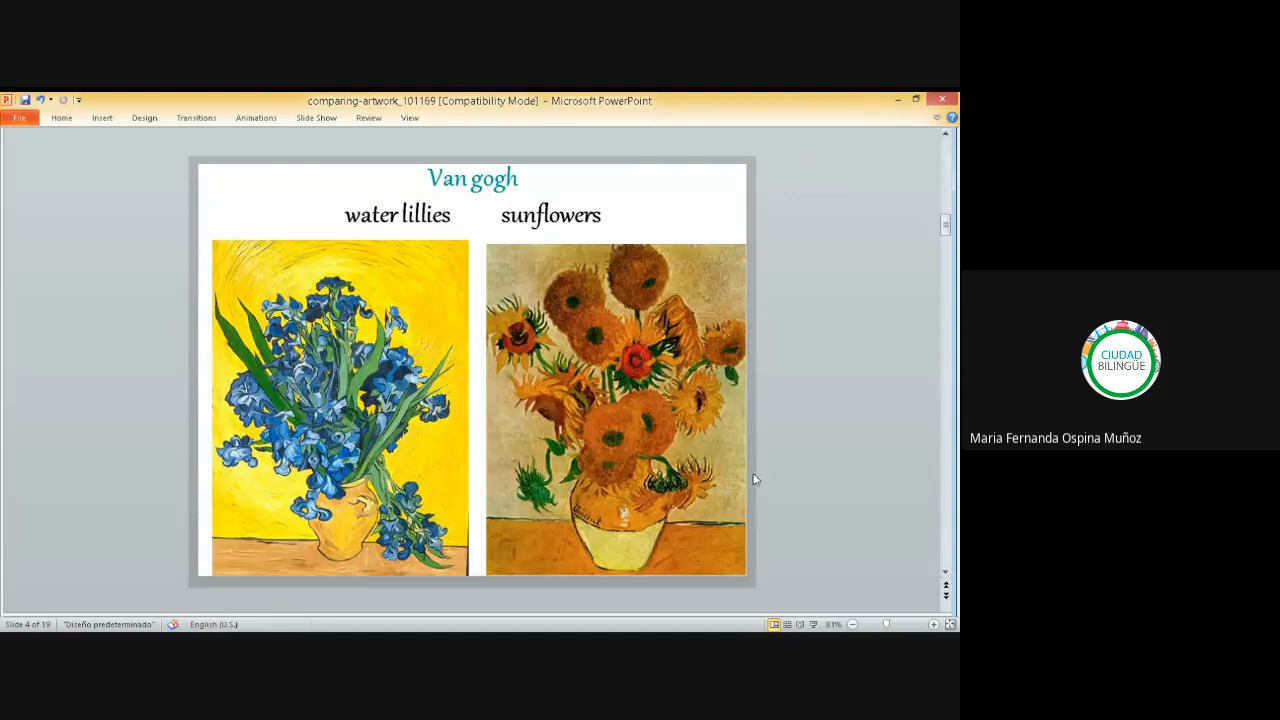 comparing-artwork_101169 [Compatibility Mode] - Microsoft PowerPoint
File Home Insert Design Transitions Animations Slide Show Review View
Van gogh
water lillies sunflowers
Vincent
CIUDAD
BILINGÜE
Maria Fernanda Ospina Muñoz
Slide 4 of 19 "Diseño predeterminado" English (U.S.) 81%